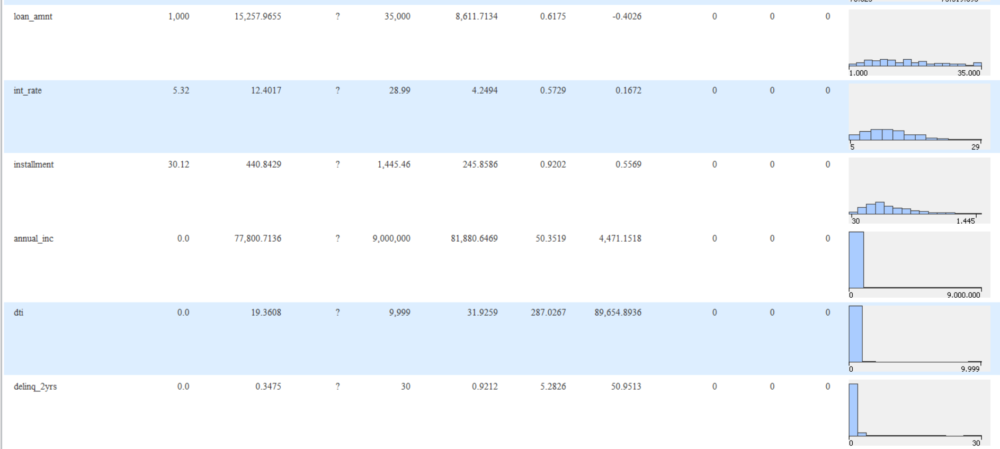 loan_amnt 1,000 15,257.9655 ? 35,000 8,611.7134 0.6175 -0.4026 0 0 0
1.000 35.000
int_rate 5.32 12.4017 ? 28.99 4.2494 0.5729 0.1672 0 0 0
5 29
installment 30.12 440.8429 ? 1,445.46 245.8586 0.9202 0.5569 0 0 0
30 1.445
annual_inc 0.0 77,800.7136 ? 9,000,000 81,880.6469 50.3519 4,471.1518 0 0 0
0 9.000.000
dti 0.0 19.3608 ? 9,999 31.9259 287.0267 89,654.8936 0 0 0
0 9.999
delinq_2yrs 0.0 0.3475 ? 30 0.9212 5.2826 50.9513 0 0 0
0 30